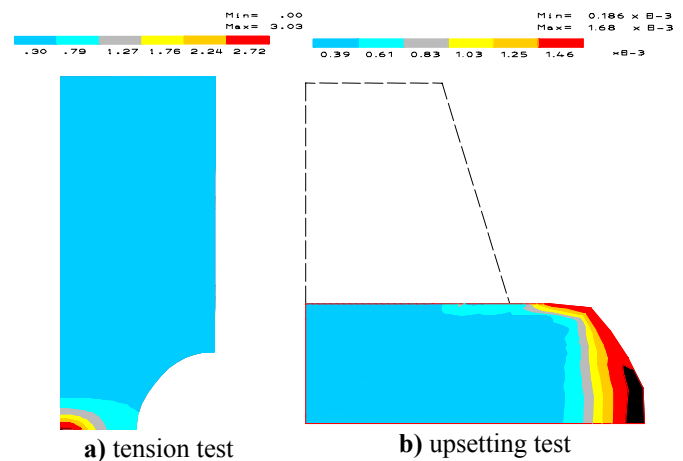 Min= .00
Max= 3.03
.30 .79 1.27 1.76 2.24 2.72
Min= 0.186 x E-3
Max= 1.68 x E-3
0.39 0.61 0.83 1.03 1.25 1.46 xE-3
a) tension test
b) upsetting test